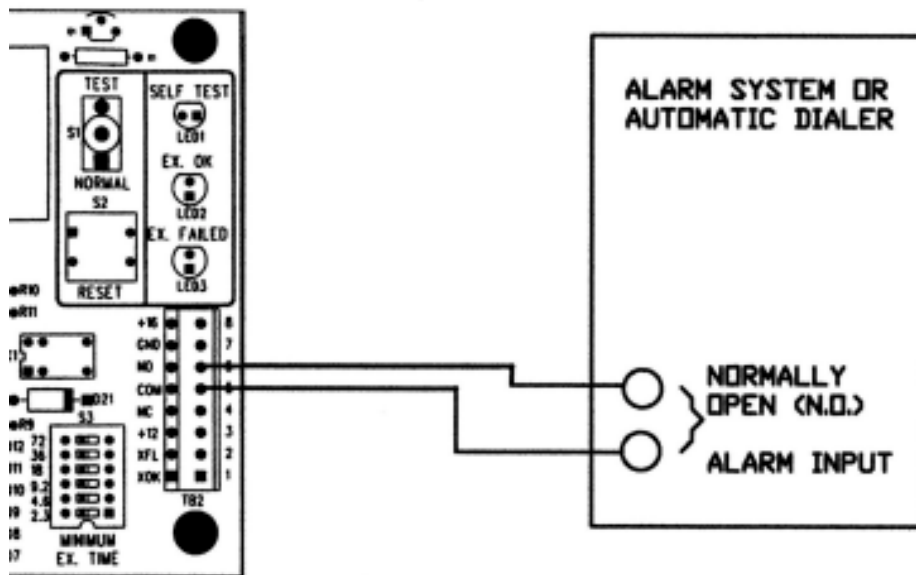 TEST
S1
NORMAL
S2
RESET
SELF TEST
LED1
EX. OK
LED2
EX. FAILED
LED3
R10
R11
D21
R9
S3
72
36
18
9.2
4.6
2.3
MINIMUM
EX. TIME
+16 8
GND 7
NO 6
COM 5
NC 4
+12 3
XFL 2
XOK 1
TB2
ALARM SYSTEM OR
AUTOMATIC DIALER
NORMALLY
OPEN (N.O.)
ALARM INPUT